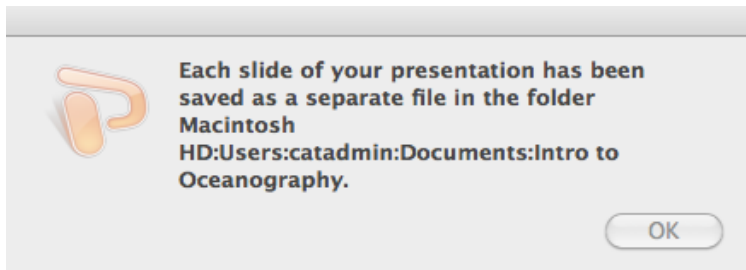 Each slide of your presentation has been
saved as a separate file in the folder
Macintosh
HD:Users:catadmin:Documents:Intro to
Oceanography.
OK